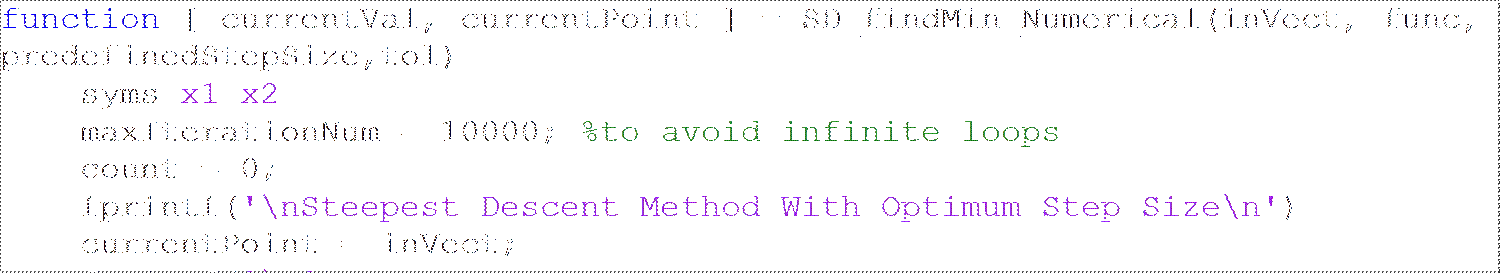 function [ currentVal, currentPoint ] = SD_findMin_Numerical(inVect, func,
predefinedStepSize,tol)
syms x1 x2
maxIterationNum = 10000; %to avoid infinite loops
count = 0;
fprintf('\nSteepest Descent Method With Optimum Step Size\n')
currentPoint = inVect;